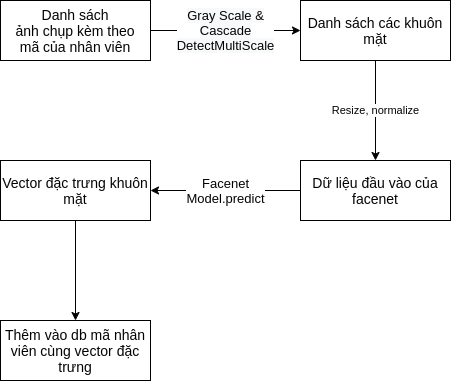 Danh sách
ảnh chụp kèm theo
mã của nhân viên
Gray Scale &
Cascade
DetectMultiScale
Danh sách các khuôn
mặt
Resize, normalize
Dữ liệu đầu vào của
facenet
Facenet
Model.predict
Vector đặc trưng khuôn
mặt
Thêm vào db mã nhân
viên cùng vector đặc
trưng